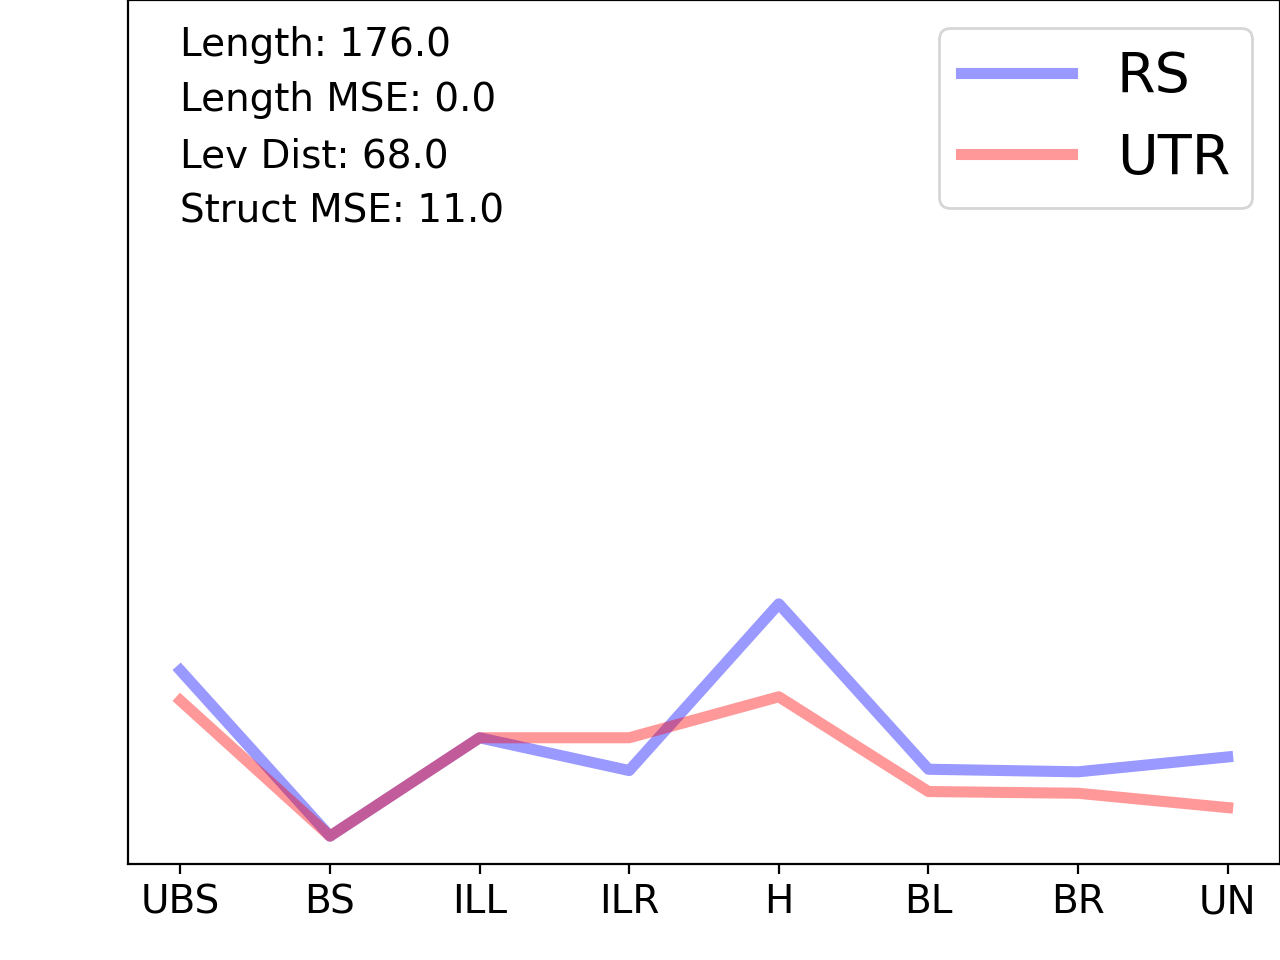 Length: 176.0
Length MSE: 0.0
Lev Dist: 68.0
Struct MSE: 11.0
RS
UTR
UBS BS ILL ILR H BL BR UN